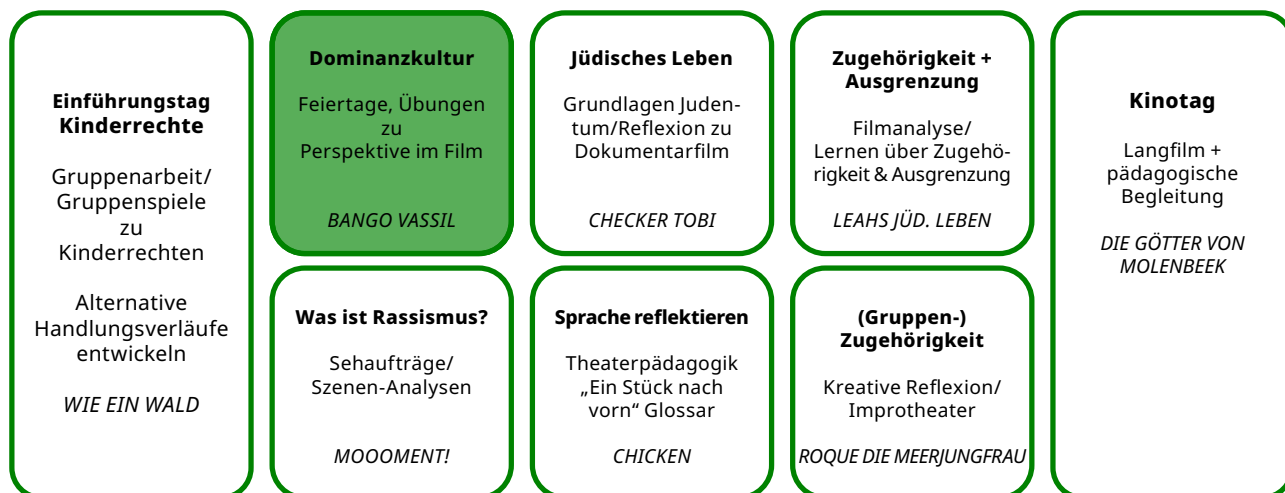 Einführungstag
Kinderrechte
Gruppenarbeit/
Gruppenspiele
zu
Kinderrechten
Alternative
Handlungsverläufe
entwickeln
WIE EIN WALD
Dominanzkultur
Feiertage, Übungen
zu
Perspektive im Film
BANGO VASSIL
Jüdisches Leben
Grundlagen Juden-
tum/Reflexion zu
Dokumentarfilm
CHECKER TOBI
Zugehörigkeit +
Ausgrenzung
Filmanalyse/
Lernen über Zugehö-
rigkeit & Ausgrenzung
LEAHS JÜD. LEBEN
Was ist Rassismus?
Sehaufträge/
Szenen-Analysen
MOOOMENT!
Sprache reflektieren
Theaterpädagogik
„Ein Stück nach
vorn“ Glossar
CHICKEN
(Gruppen-)
Zugehörigkeit
Kreative Reflexion/
Improtheater
ROQUE DIE MEERJUNGFRAU
Kinotag
Langfilm +
pädagogische
Begleitung
DIE GÖTTER VON
MOLENBEEK